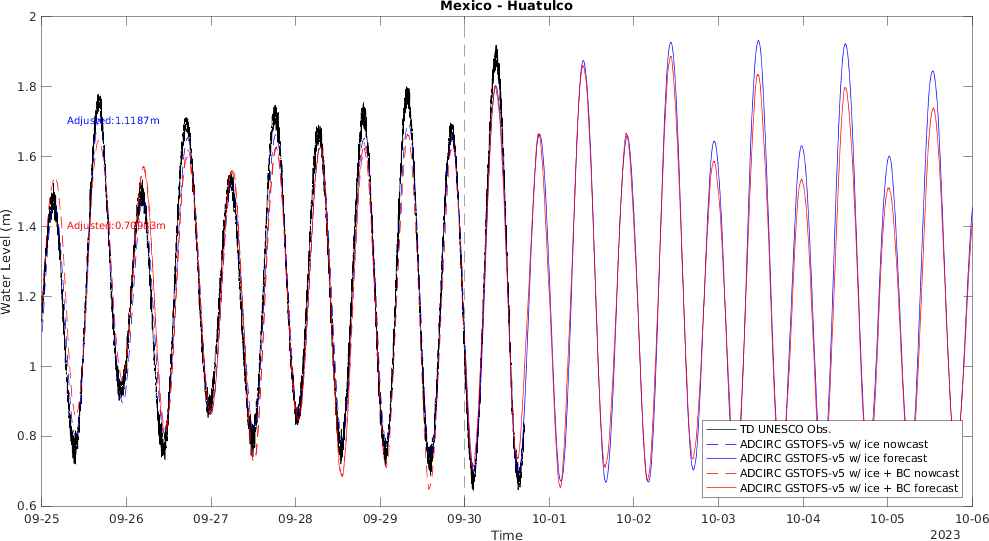 Mexico - Huatulco
Water Level (m)
2
1.8
1.6
1.4
1.2
1
0.8
0.6
Adjusted:1.1187m
Adjusted:0.70983m
TD UNESCO Obs.
ADCIRC GSTOFS-v5 w/ ice nowcast
ADCIRC GSTOFS-v5 w/ ice forecast
ADCIRC GSTOFS-v5 w/ ice + BC nowcast
ADCIRC GSTOFS-v5 w/ ice + BC forecast
09-25 09-26 09-27 09-28 09-29 09-30 10-01 10-02 10-03 10-04 10-05 10-06
Time
2023